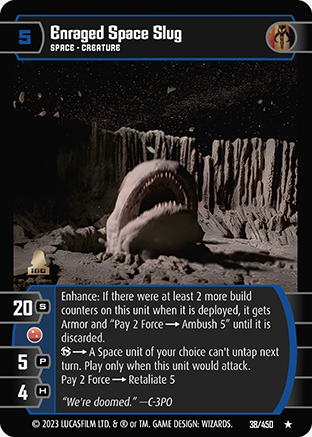 5
Enraged Space Slug
SPACE • CREATURE
20 S
5 P
4 H
Enhance: If there were at least 2 more build
counters on this unit when it is deployed, it gets
Armor and “Pay 2 Force → Ambush 5” until it is
discarded.
→ A Space unit of your choice can't untap next
turn. Play only when this unit would attack.
Pay 2 Force → Retaliate 5
“We're doomed.” –C-3PO
© 2023 LUCASFILM LTD. & ® or TM. GAME DESIGN: WIZARDS. 38/450 ★